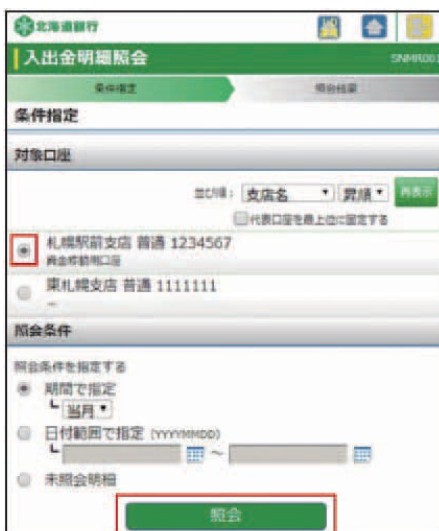 北海道銀行
入出金明細照会 SNMR001
条件指定 照会結果
条件指定
対象口座
並び順： 支店名 昇順 再表示
代表口座を最上位に固定する
札幌駅前支店 普通 1234567
資金移動用口座
東札幌支店 普通 1111111
－
照会条件
照会条件を指定する
期間で指定
当月
日付範囲で指定 (YYYYMMDD)
～
未照会明細
照会